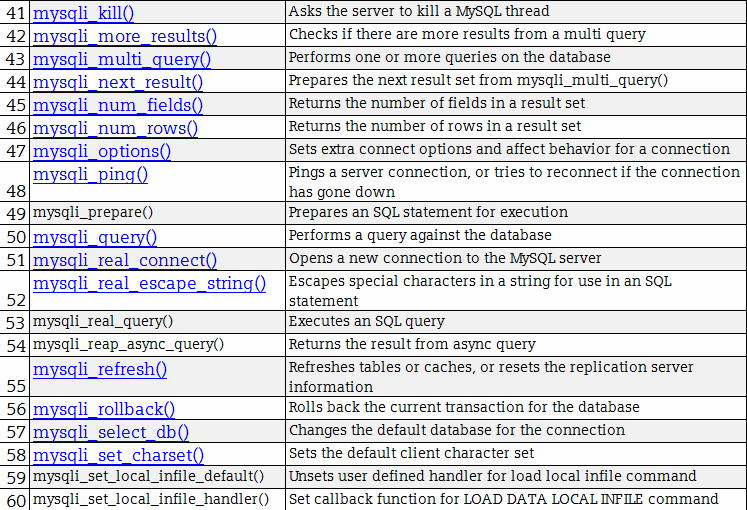 41 mysqli_kill() Asks the server to kill a MySQL thread
42 mysqli_more_results() Checks if there are more results from a multi query
43 mysqli_multi_query() Performs one or more queries on the database
44 mysqli_next_result() Prepares the next result set from mysqli_multi_query()
45 mysqli_num_fields() Returns the number of fields in a result set
46 mysqli_num_rows() Returns the number of rows in a result set
47 mysqli_options() Sets extra connect options and affect behavior for a connection
mysqli_ping() Pings a server connection, or tries to reconnect if the connection
48 has gone down
49 mysqli_prepare() Prepares an SQL statement for execution
50 mysqli_query() Performs a query against the database
51 mysqli_real_connect() Opens a new connection to the MySQL server
mysqli_real_escape_string() Escapes special characters in a string for use in an SQL
52 statement
53 mysqli_real_query() Executes an SQL query
54 mysqli_reap_async_query() Returns the result from async query
mysqli_refresh() Refreshes tables or caches, or resets the replication server
55 information
56 mysqli_rollback() Rolls back the current transaction for the database
57 mysqli_select_db() Changes the default database for the connection
58 mysqli_set_charset() Sets the default client character set
59 mysqli_set_local_infile_default() Unsets user defined handler for load local infile command
60 mysqli_set_local_infile_handler() Set callback function for LOAD DATA LOCAL INFILE command